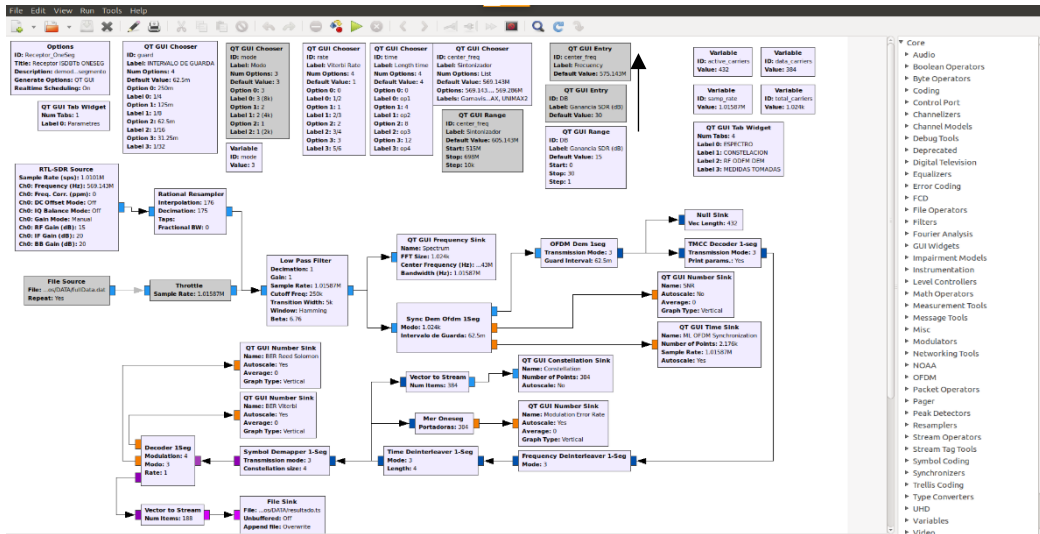 File Edit View Run Tools Help
Options
ID: Receptor_OneSeg
Title: Receptor ISDBTb ONESEG
Description: demod...segmento
Generate Options: QT GUI
Realtime Scheduling: On
QT GUI Tab Widget
Num Tabs: 1
Label 0: Parametres
QT GUI Chooser
ID: guard
Label: INTERVALO DE GUARDA
Num Options: 4
Default Value: 62.5m
Option 0: 250m
Label 0: 1/4
Option 1: 125m
Label 1: 1/8
Option 2: 62.5m
Label 2: 1/16
Option 3: 31.25m
Label 3: 1/32
QT GUI Chooser
ID: mode
Label: Modo
Num Options: 3
Default Value: 3
Option 0: 3
Label 0: 3 (8k)
Option 1: 2
Label 1: 2 (4k)
Option 2: 1
Label 2: 1 (2k)
Variable
ID: mode
Value: 3
QT GUI Chooser
ID: rate
Label: Vitorbi Rate
Num Options: 4
Default Value: 1
Option 0: 0
Label 0: 1/2
Option 1: 1
Label 1: 2/3
Option 2: 2
Label 2: 3/4
Option 3: 3
Label 3: 5/6
QT GUI Chooser
ID: time
Label: Length time
Num Options: 4
Default Value: 4
Option 0: 0
Label 0: op1
Option 1: 4
Label 1: op2
Option 2: 8
Label 2: op3
Option 3: 12
Label 3: op4
QT GUI Chooser
ID: center_freq
Label: Sintonizador
Num Options: List
Default Value: 569.143M
Options: 569.143..., 569.286M
Labels: Gamavis...AX, UNIMAX2
QT GUI Range
ID: center_freq
Label: Sintonizador
Default Value: 605.143M
Start: 515M
Stop: 698M
Step: 10k
QT GUI Entry
ID: center_freq
Label: Frecuency
Default Value: 575.143M
QT GUI Entry
ID: DB
Label: Ganancia SDR (dB)
Default Value: 30
QT GUI Range
ID: DB
Label: Ganancia SDR (dB)
Default Value: 15
Start: 0
Stop: 30
Step: 1
Variable
ID: active_carriers
Value: 432
Variable
ID: data_carriers
Value: 384
Variable
ID: samp_rate
Value: 1.01587M
Variable
ID: total_carriers
Value: 1.024k
QT GUI Tab Widget
Num Tabs: 4
Label 0: ESPECTRO
Label 1: CONSTELACION
Label 2: RF ODFM DEM
Label 3: MEDIDAS TOMADAS
RTL-SDR Source
Sample Rate (sps): 1.0101M
Ch0: Frequency (Hz): 569.143M
Ch0: Freq. Corr. (ppm): 0
Ch0: DC Offset Mode: Off
Ch0: IQ Balance Mode: Off
Ch0: Gain Mode: Manual
Ch0: RF Gain (dB): 15
Ch0: IF Gain (dB): 20
Ch0: BB Gain (dB): 20
Rational Resampler
Interpolation: 176
Decimation: 175
Taps:
Fractional BW: 0
File Source
File: ...os/DATA/fullData.dat
Repeat: Yes
Throttle
Sample Rate: 1.01587M
Low Pass Filter
Decimation: 1
Gain: 1
Sample Rate: 1.01587M
Cutoff Freq: 250k
Transition Width: 5k
Window: Hamming
Beta: 6.76
QT GUI Frequency Sink
Name: Spectrum
FFT Size: 1.024k
Center Frequency (Hz): ...43M
Bandwidth (Hz): 1.01587M
Sync Dem Ofdm 1Seg
Mode: 1.024k
Intervalo de Guarda: 62.5m
OFDM Dem 1seg
Transmission Mode: 3
Guard Interval: 62.5m
Null Sink
Vec Length: 432
TMCC Decoder 1-seg
Transmission Mode: 3
Print params.: Yes
QT GUI Number Sink
Name: SNR
Autoscale: No
Average: 0
Graph Type: Vertical
QT GUI Time Sink
Name: ML OFDM Synchronization
Number of Points: 2.176k
Sample Rate: 1.01587M
Autoscale: Yes
QT GUI Number Sink
Name: BER Reed Solomon
Autoscale: Yes
Average: 0
Graph Type: Vertical
QT GUI Number Sink
Name: BER Vitorbi
Autoscale: Yes
Average: 0
Graph Type: Vertical
Vector to Stream
Num Items: 384
QT GUI Constellation Sink
Name: Constellation
Number of Points: 384
Autoscale: No
Mer Oneseg
Portadoras: 384
QT GUI Number Sink
Name: Modulation Error Rate
Autoscale: Yes
Average: 0
Graph Type: Vertical
Decoder 1Seg
Modulation: 4
Modo: 3
Rate: 1
Symbol Demapper 1-Seg
Transmission mode: 3
Constellation size: 4
Time Deinterleaver 1-Seg
Mode: 3
Length: 4
Frequency Deinterleaver 1-Seg
Mode: 3
Vector to Stream
Num Items: 188
File Sink
File: ...os/DATA/resultado.ts
Unbuffered: Off
Append file: Overwrite
Core
Audio
Boolean Operators
Byte Operators
Coding
Control Port
Channelizers
Channel Models
Debug Tools
Deprecated
Digital Television
Equalizers
Error Coding
FCD
File Operators
Filters
Fourier Analysis
GUI Widgets
Impairment Models
Instrumentation
Level Controllers
Math Operators
Measurement Tools
Message Tools
Misc
Modulators
Networking Tools
NOAA
OFDM
Packet Operators
Pager
Peak Detectors
Resamplers
Stream Operators
Stream Tag Tools
Symbol Coding
Synchronizers
Trellis Coding
Type Converters
UHD
Variables
Video